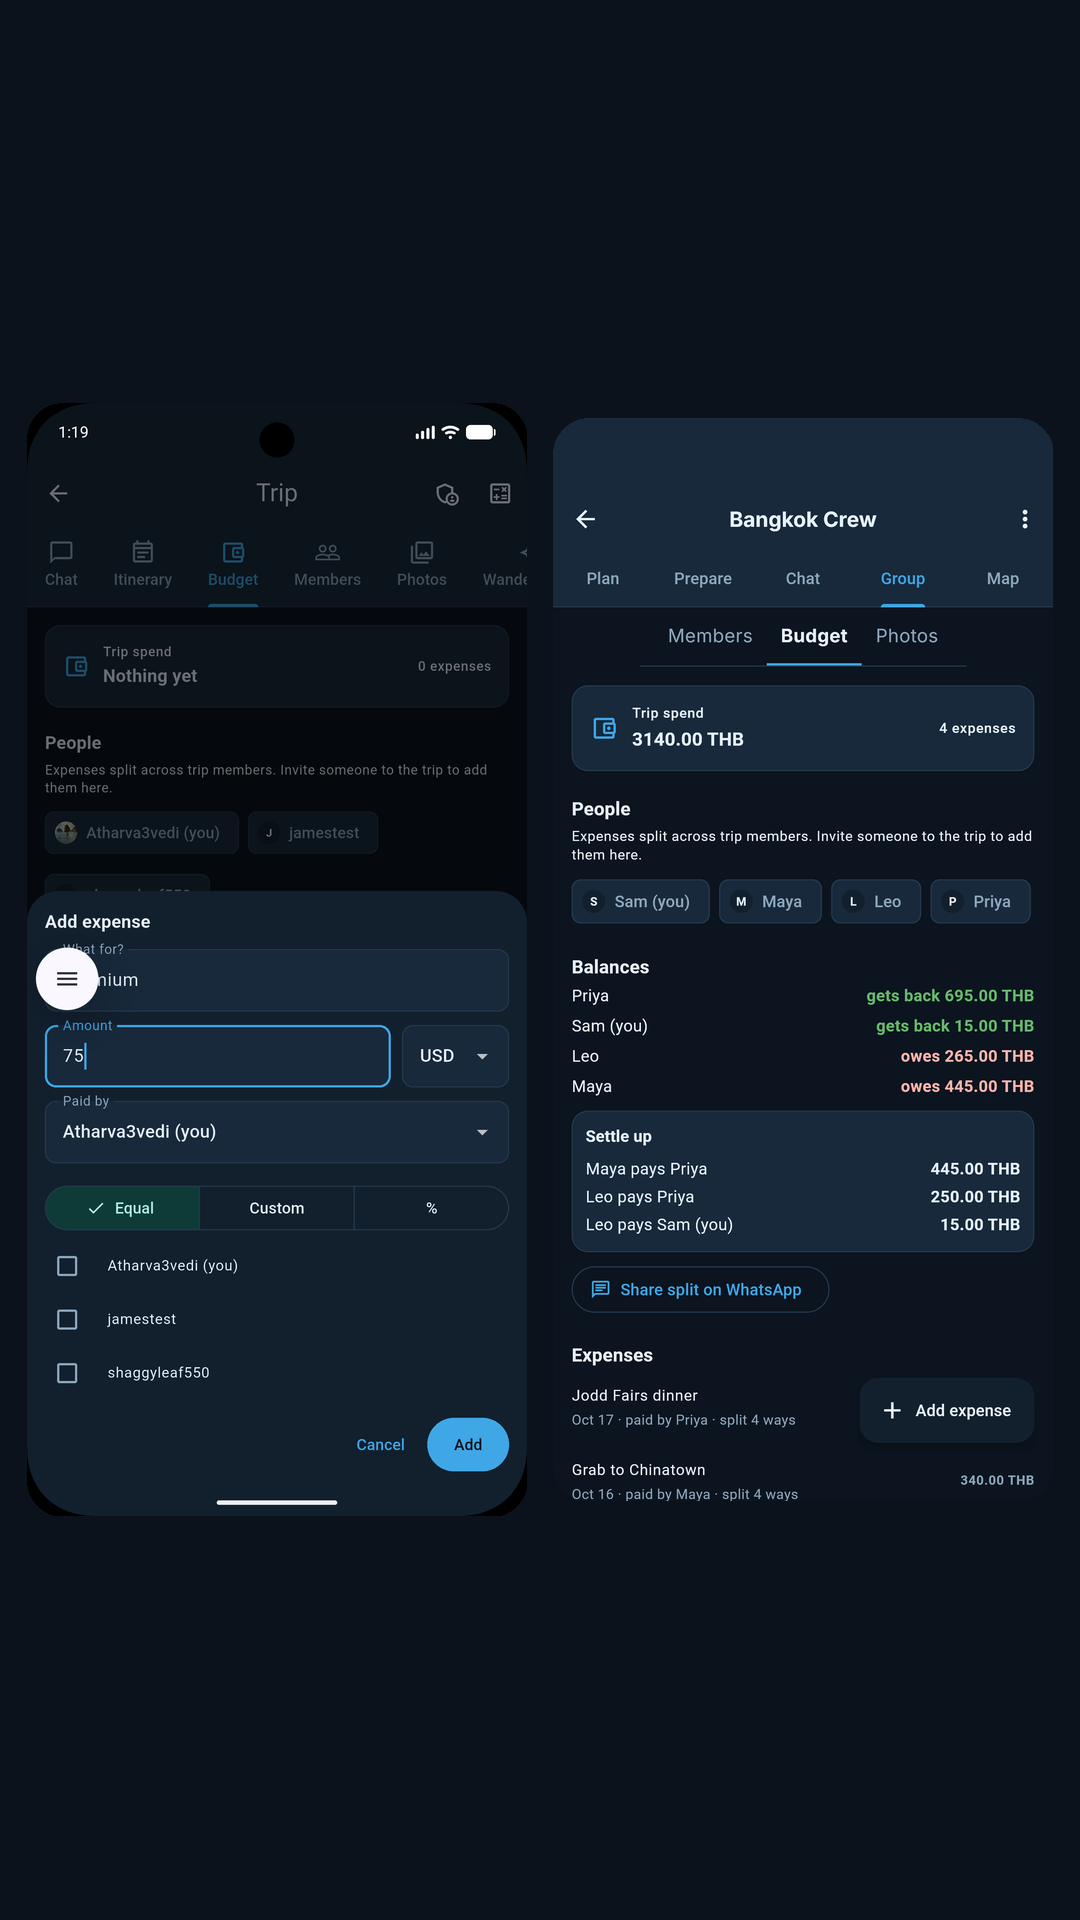 1:19
Trip
Chat
Itinerary
Budget
Members
Photos
Trip spend
Nothing yet
0 expenses
People
Expenses split across trip members. Invite someone to the trip to add
them here.
Atharva3vedi (you)
J
jamestest
Add expense
What for?
Amount
75
USD
Paid by
Atharva3vedi (you)
Equal
Custom
%
Atharva3vedi (you)
jamestest
shaggyleaf550
Cancel
Add
Bangkok Crew
Plan
Prepare
Chat
Group
Map
Members
Budget
Photos
Trip spend
3140.00 THB
4 expenses
People
Expenses split across trip members. Invite someone to the trip to add
them here.
S
Sam (you)
M
Maya
L
Leo
P
Priya
Balances
Priya
gets back 695.00 THB
Sam (you)
gets back 15.00 THB
Leo
owes 265.00 THB
Maya
owes 445.00 THB
Settle up
Maya pays Priya
445.00 THB
Leo pays Priya
250.00 THB
Leo pays Sam (you)
15.00 THB
Share split on WhatsApp
Expenses
Jodd Fairs dinner
Oct 17 · paid by Priya · split 4 ways
Add expense
Grab to Chinatown
340.00 THB
Oct 16 · paid by Maya · split 4 ways